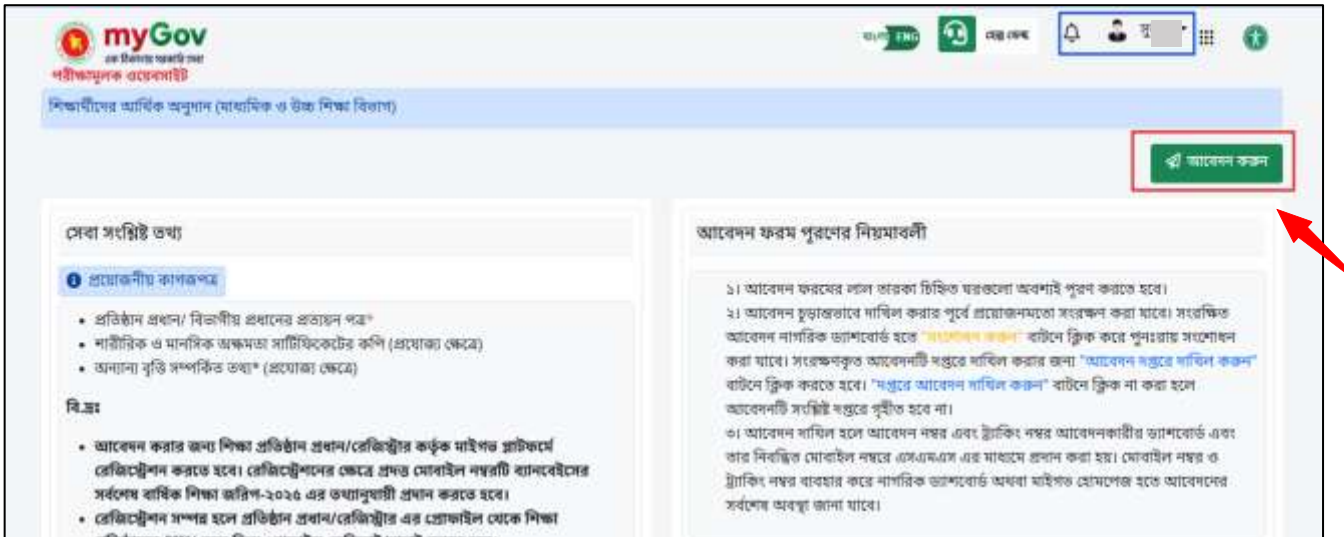 myGov
এক ঠিকানায় সরকারি সেবা
পরীক্ষামূলক ওয়েবসাইট
বাংলা ENG
হেল্প ডেস্ক
সু
শিক্ষার্থীদের আর্থিক অনুদান (মাধ্যমিক ও উচ্চ শিক্ষা বিভাগ)
আবেদন করুন
সেবা সংশ্লিষ্ট তথ্য
প্রয়োজনীয় কাগজপত্র
প্রতিষ্ঠান প্রধান/ বিভাগীয় প্রধানের প্রত্যয়ন পত্র*
শারীরিক ও মানসিক অক্ষমতা সার্টিফিকেটের কপি (প্রযোজ্য ক্ষেত্রে)
অন্যান্য বৃত্তি সম্পর্কিত তথ্য* (প্রযোজ্য ক্ষেত্রে)
বি.দ্রঃ
আবেদন করার জন্য শিক্ষা প্রতিষ্ঠান প্রধান/রেজিস্ট্রার কর্তৃক মাইগভ প্লাটফর্মে
রেজিস্ট্রেশন করতে হবে। রেজিস্ট্রেশনের ক্ষেত্রে প্রদত্ত মোবাইল নম্বরটি ব্যানবেইসের
সর্বশেষ বার্ষিক শিক্ষা জরিপ-২০২৫ এর তথ্যানুযায়ী প্রদান করতে হবে।
রেজিস্ট্রেশন সম্পন্ন হলে প্রতিষ্ঠান প্রধান/রেজিস্ট্রার এর প্রোফাইল থেকে শিক্ষা
আবেদন ফরম পূরণের নিয়মাবলী
১। আবেদন ফরমের লাল তারকা চিহ্নিত ঘরগুলো অবশ্যই পূরণ করতে হবে।
২। আবেদন চূড়ান্তভাবে দাখিল করার পূর্বে প্রয়োজনমতো সংরক্ষণ করা যাবে। সংরক্ষিত
আবেদন নাগরিক ড্যাশবোর্ড হতে "সংশোধন করুন" বাটনে ক্লিক করে পুনঃরায় সংশোধন
করা যাবে। সংরক্ষণকৃত আবেদনটি দপ্তরে দাখিল করার জন্য "আবেদন দপ্তরে দাখিল করুন"
বাটনে ক্লিক করতে হবে। "দপ্তরে আবেদন দাখিল করুন" বাটনে ক্লিক না করা হলে
আবেদনটি সংশ্লিষ্ট দপ্তরে গৃহীত হবে না।
৩। আবেদন দাখিল হলে আবেদন নম্বর এবং ট্র্যাকিং নম্বর আবেদনকারীর ড্যাশবোর্ড এবং
তার নিবন্ধিত মোবাইল নম্বরে এসএমএস এর মাধ্যমে প্রদান করা হয়। মোবাইল নম্বর ও
ট্র্যাকিং নম্বর ব্যবহার করে নাগরিক ড্যাশবোর্ড অথবা মাইগভ হোমপেজ হতে আবেদনের
সর্বশেষ অবস্থা জানা যাবে।